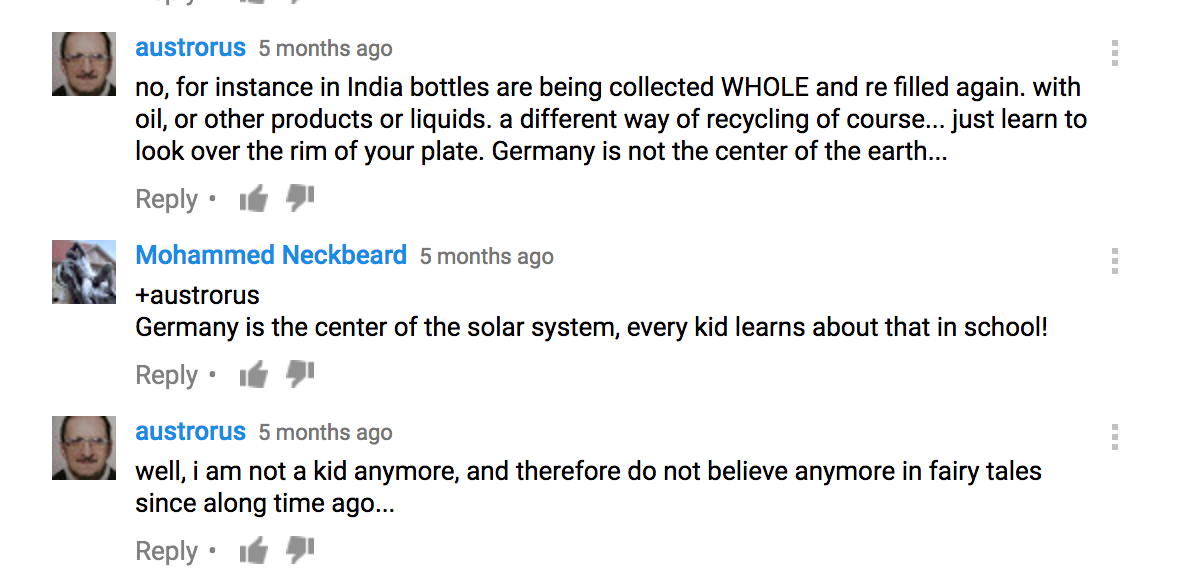 austrorus 5 months ago
no, for instance in India bottles are being collected WHOLE and re filled again. with
oil, or other products or liquids. a different way of recycling of course... just learn to
look over the rim of your plate. Germany is not the center of the earth...
Reply •
Mohammed Neckbeard 5 months ago
+austrorus
Germany is the center of the solar system, every kid learns about that in school!
Reply •
austrorus 5 months ago
well, i am not a kid anymore, and therefore do not believe anymore in fairy tales
since along time ago...
Reply •